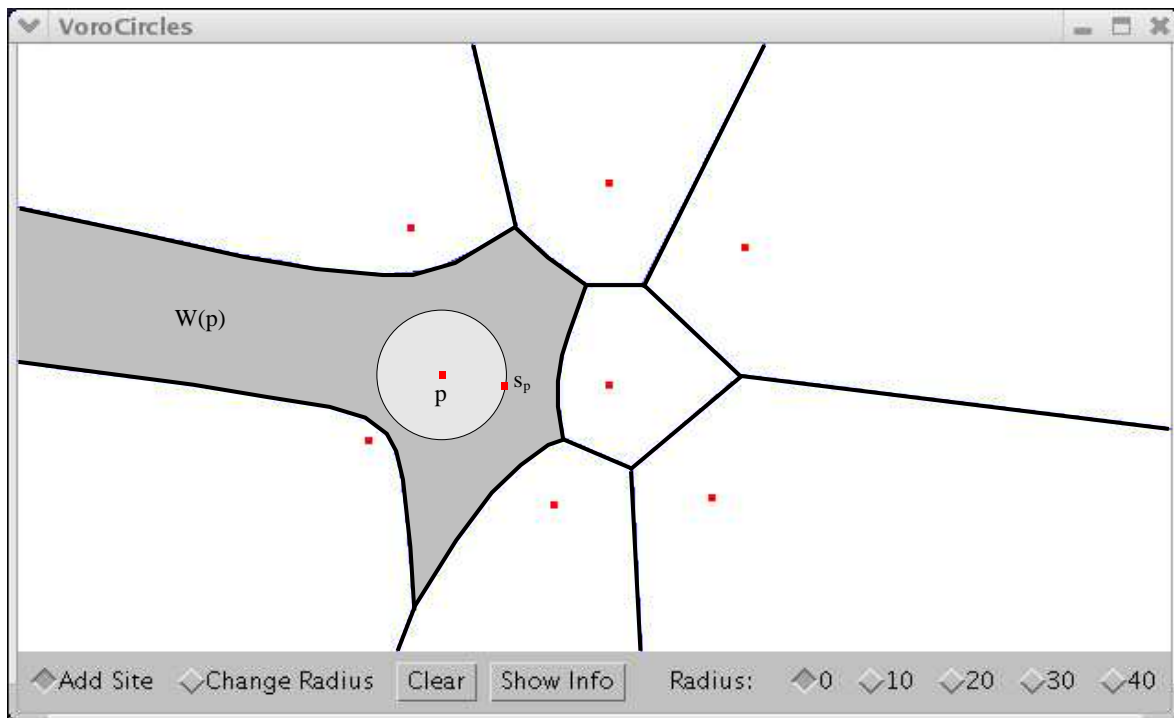 VoroCircles
W(p)
s_p
p
Add Site Change Radius Clear Show Info Radius: 0 10 20 30 40